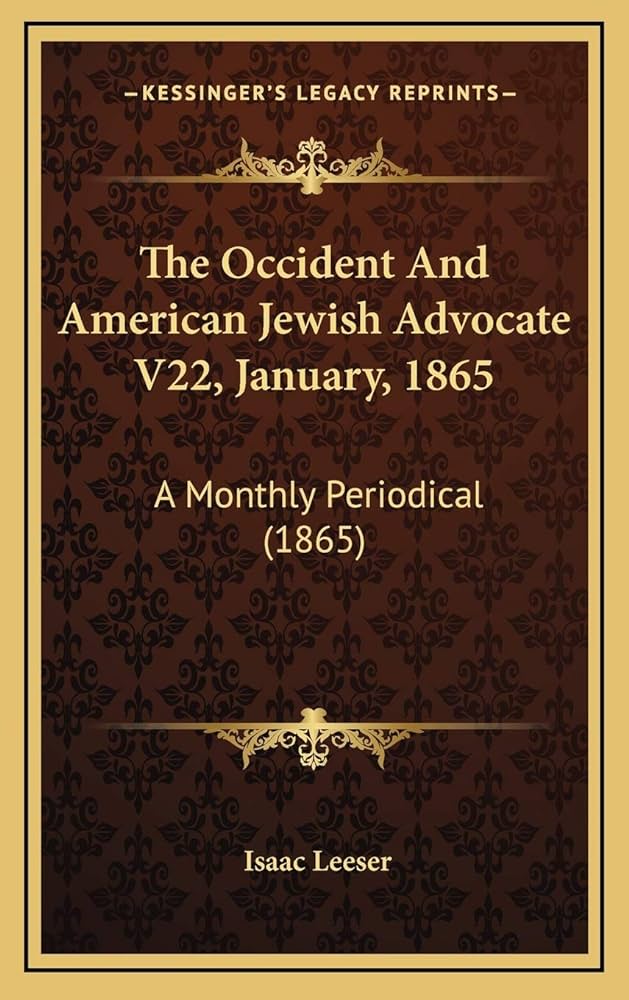 –KESSINGER'S LEGACY REPRINTS–
The Occident And
American Jewish Advocate
V22, January, 1865
A Monthly Periodical
(1865)
Isaac Leeser